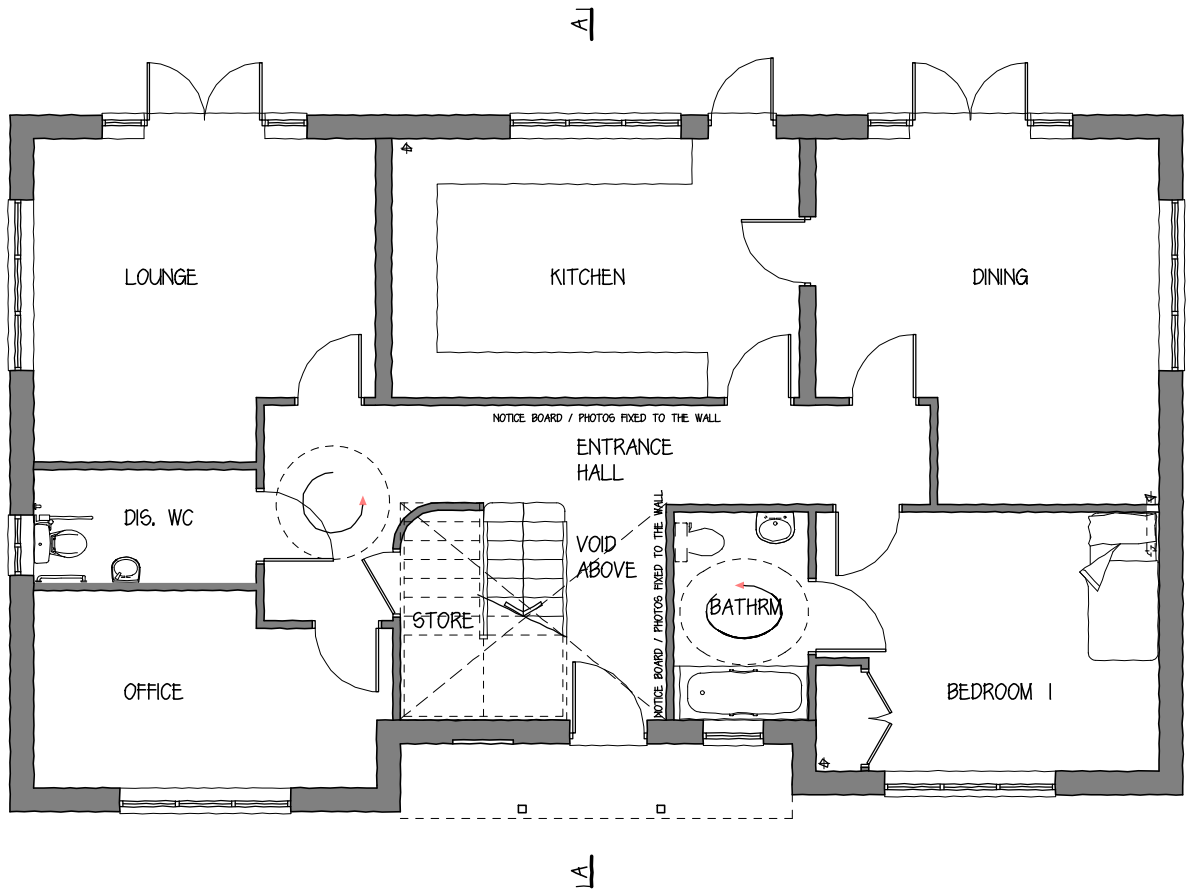 A
LOUNGE
KITCHEN
DINING
NOTICE BOARD / PHOTOS FIXED TO THE WALL
ENTRANCE
HALL
DIS. WC
VOID
ABOVE
NOTICE BOARD / PHOTOS FIXED TO THE WALL
STORE
BATHRM
OFFICE
BEDROOM 1
A